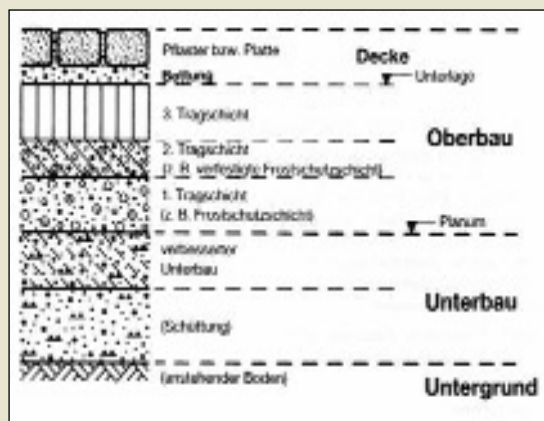 Pflaster bzw. Platte
Decke
Bettung
Unterlage
3. Tragschicht
Oberbau
2. Tragschicht
(z. B. verfestigte Frostschutzschicht)
1. Tragschicht
(z. B. Frostschutzschicht)
Planum
verbesserter
Unterbau
Unterbau
(Schüttung)
(anstehender Boden)
Untergrund